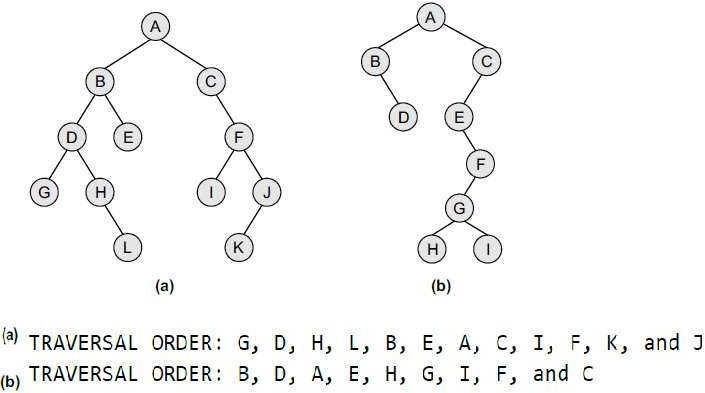 A
A
B
C
B
C
D
E
F
D
E
F
G
H
I
J
G
L
K
H
I
(a)
(b)
(a) TRAVERSAL ORDER: G, D, H, L, B, E, A, C, I, F, K, and J
(b) TRAVERSAL ORDER: B, D, A, E, H, G, I, F, and C